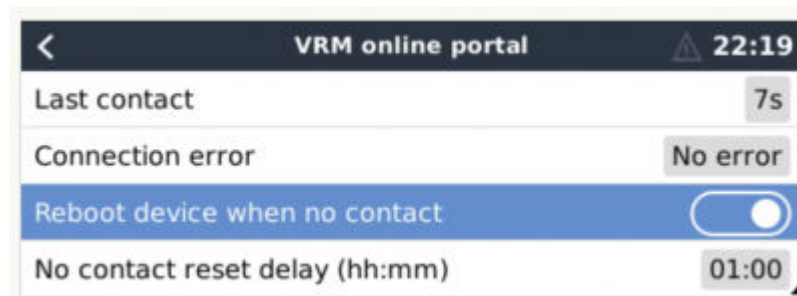 VRM online portal 22:19
Last contact 7s
Connection error No error
Reboot device when no contact
No contact reset delay (hh:mm) 01:00